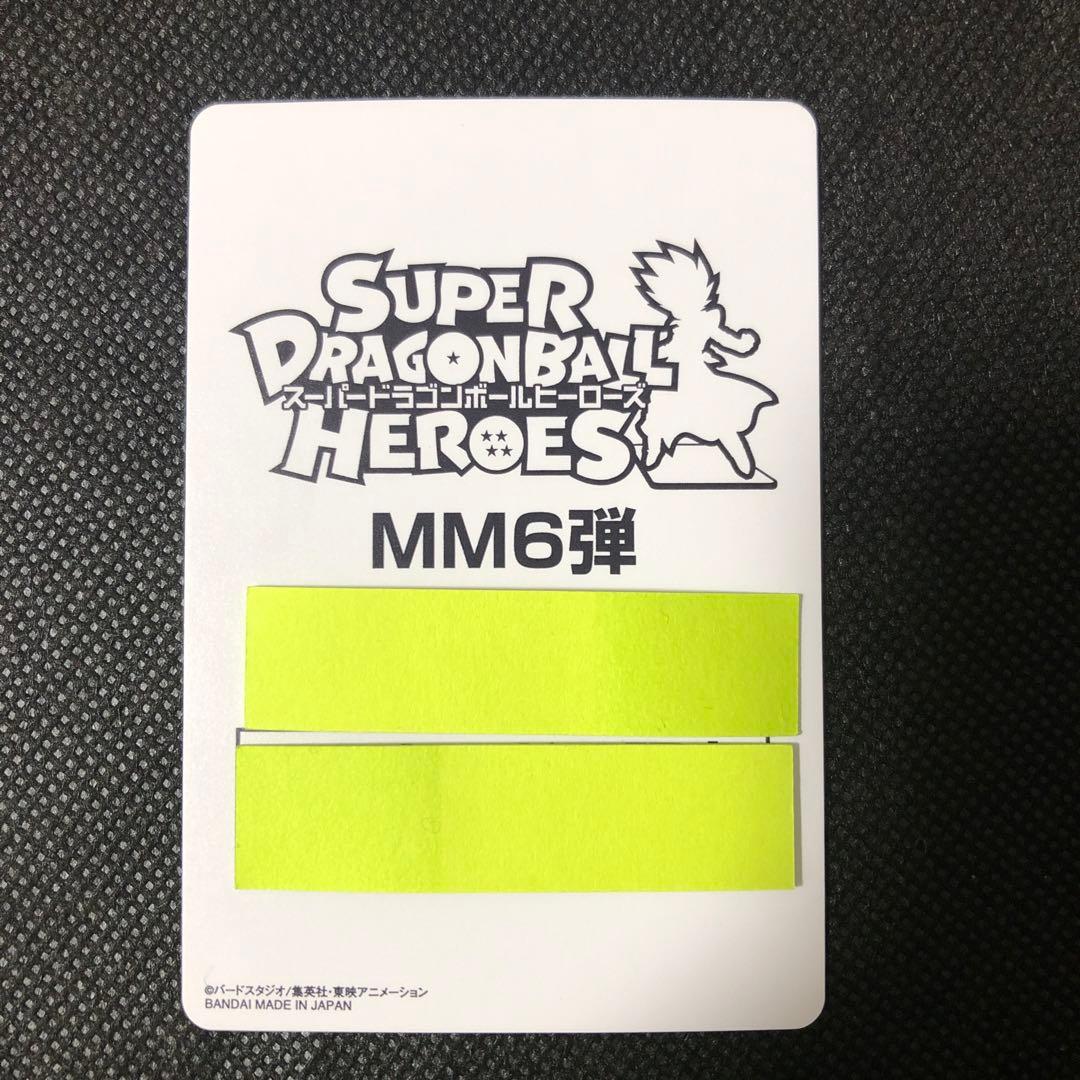 SUPER
DRAGONBALL
スーパードラゴンボールヒーローズ
HEROES
MM6弾
©バードスタジオ/集英社・東映アニメーション
BANDAI MADE IN JAPAN